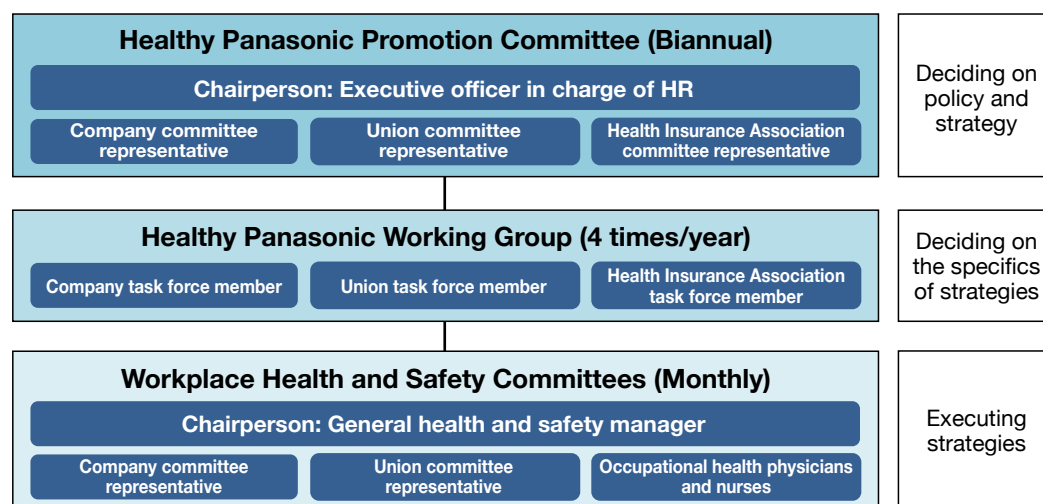 Healthy Panasonic Promotion Committee (Biannual)
Chairperson: Executive officer in charge of HR
Company committee
representative
Union committee
representative
Health Insurance Association
committee representative
Deciding on
policy and
strategy
Healthy Panasonic Working Group (4 times/year)
Company task force member
Union task force member
Health Insurance Association
task force member
Deciding on
the specifics
of strategies
Workplace Health and Safety Committees (Monthly)
Chairperson: General health and safety manager
Company committee
representative
Union committee
representative
Occupational health physicians
and nurses
Executing
strategies